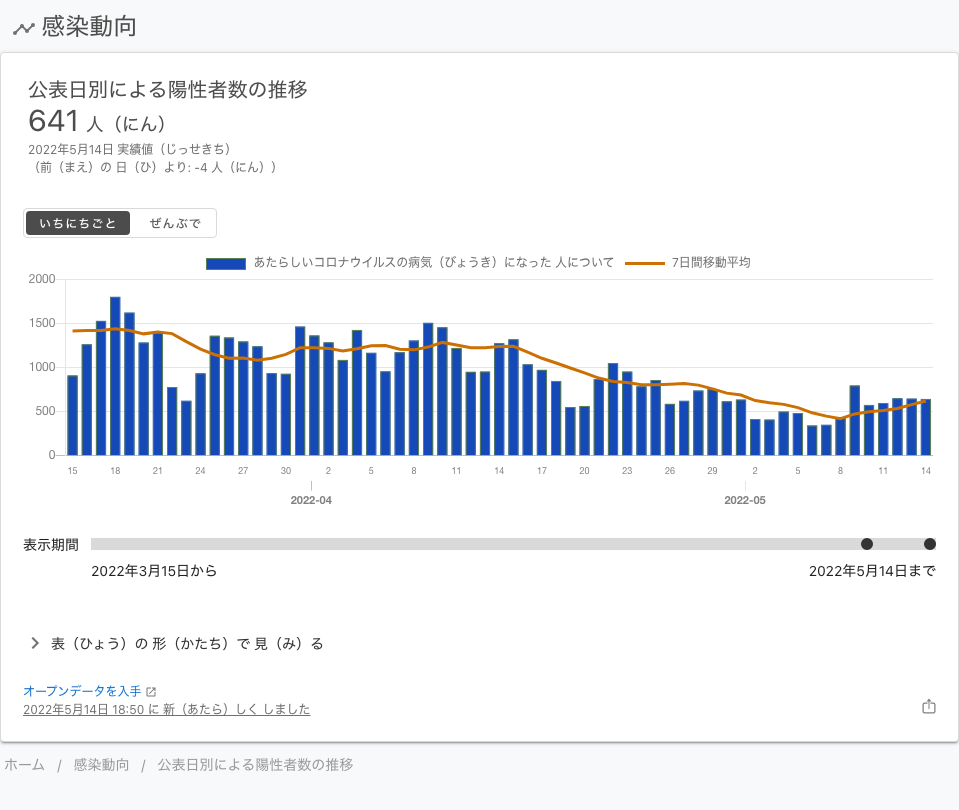 感染動向
公表日別による陽性者数の推移
641 人（にん）
2022年5月14日 実績値（じっせきち）
（前（まえ）の 日（ひ）より: -4 人（にん））
いちにちごと ぜんぶで
あたらしいコロナウイルスの病気（びょうき）になった 人について 7日間移動平均
2000
1500
1000
500
0
15 18 21 24 27 30 2 5 8 11 14 17 20 23 26 29 2 5 8 11 14
2022-04 2022-05
表示期間
2022年3月15日から 2022年5月14日まで
表（ひょう）の 形（かたち）で 見（み）る
オープンデータを入手
2022年5月14日 18:50 に 新（あたら）しく しました
ホーム / 感染動向 / 公表日別による陽性者数の推移